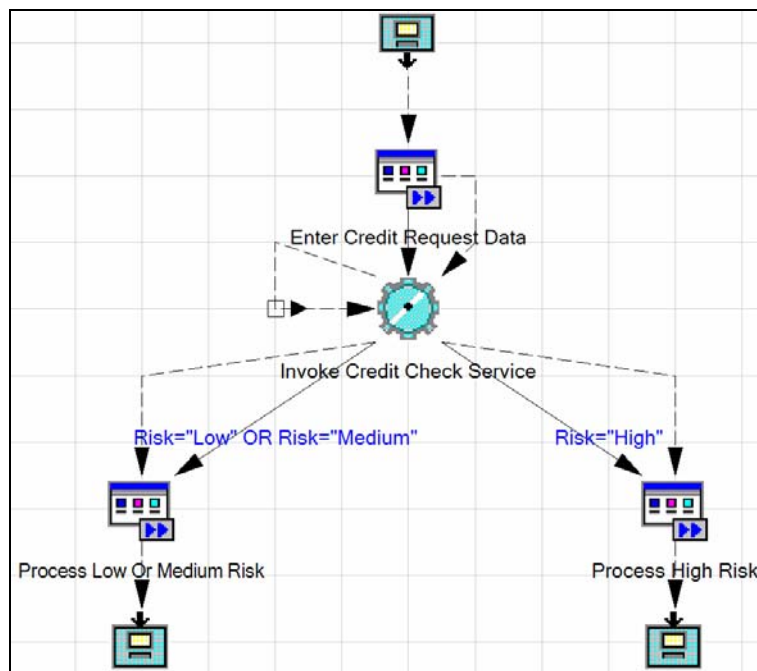 Enter Credit Request Data
Invoke Credit Check Service
Risk="Low" OR Risk="Medium"
Risk="High"
Process Low Or Medium Risk
Process High Risk